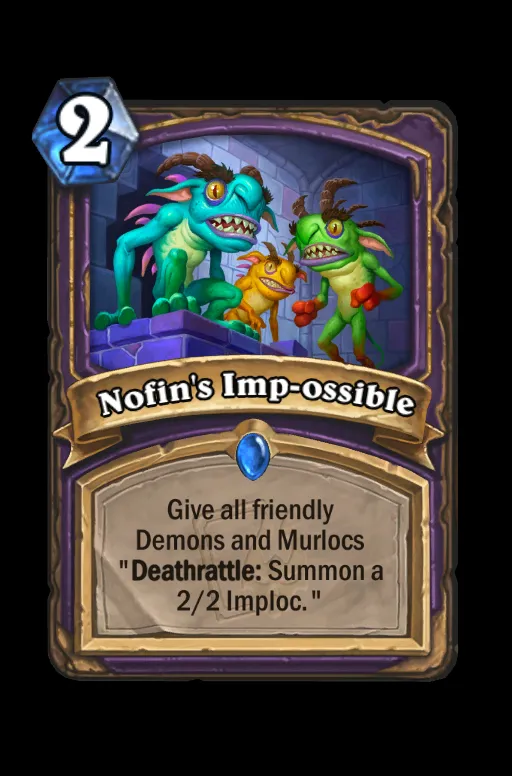 2
Nofin's Imp-ossible
Give all friendly
Demons and Murlocs
"Deathrattle: Summon a
2/2 Imploc."